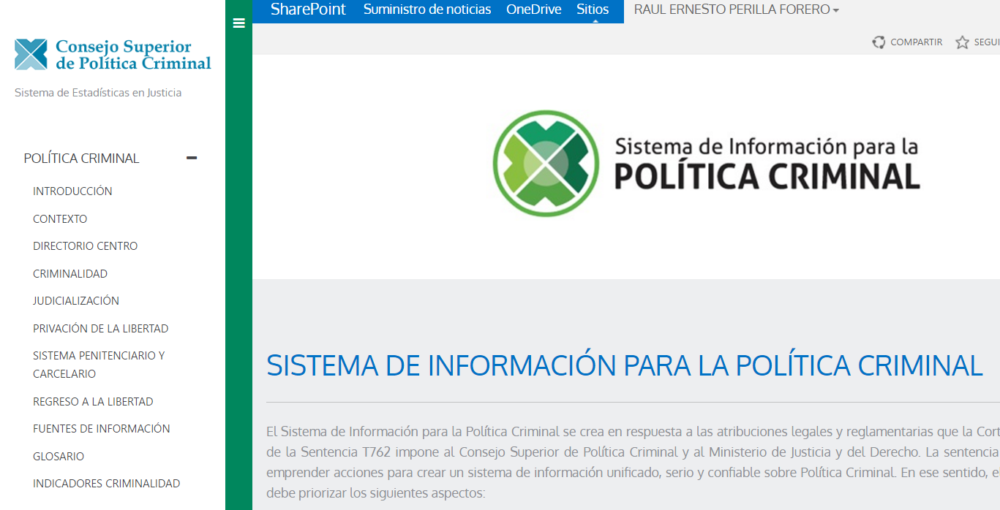 Consejo Superior
de Política Criminal
Sistema de Estadísticas en Justicia
POLÍTICA CRIMINAL
INTRODUCCIÓN
CONTEXTO
DIRECTORIO CENTRO
CRIMINALIDAD
JUDICIALIZACIÓN
PRIVACIÓN DE LA LIBERTAD
SISTEMA PENITENCIARIO Y
CARCELARIO
REGRESO A LA LIBERTAD
FUENTES DE INFORMACIÓN
GLOSARIO
INDICADORES CRIMINALIDAD
SharePoint Suministro de noticias OneDrive Sitios RAUL ERNESTO PERILLA FORERO
COMPARTIR SEGUI
Sistema de Información para la
POLÍTICA CRIMINAL
SISTEMA DE INFORMACIÓN PARA LA POLÍTICA CRIMINAL
El Sistema de Información para la Política Criminal se crea en respuesta a las atribuciones legales y reglamentarias que la Cort
de la Sentencia T762 impone al Consejo Superior de Política Criminal y al Ministerio de Justicia y del Derecho. La sentencia
emprender acciones para crear un sistema de información unificado, serio y confiable sobre Política Criminal. En ese sentido, e
debe priorizar los siguientes aspectos: